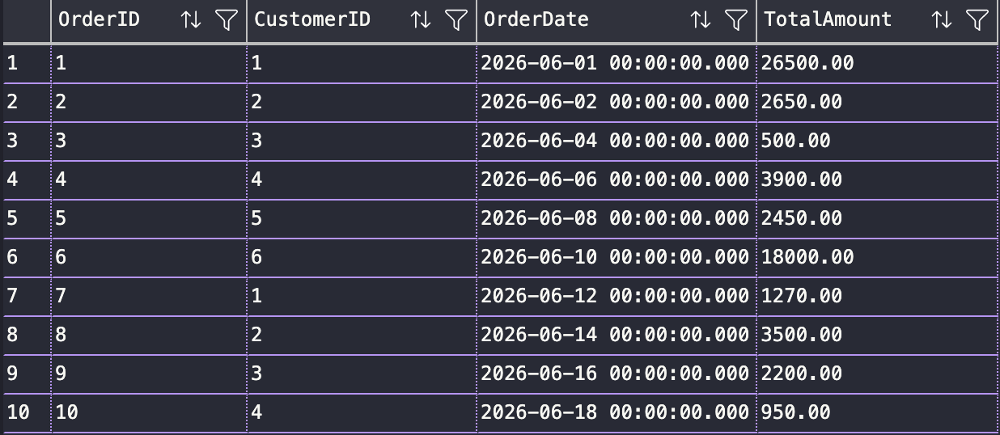 OrderID CustomerID OrderDate TotalAmount
1 1 1 2026-06-01 00:00:00.000 26500.00
2 2 2 2026-06-02 00:00:00.000 2650.00
3 3 3 2026-06-04 00:00:00.000 500.00
4 4 4 2026-06-06 00:00:00.000 3900.00
5 5 5 2026-06-08 00:00:00.000 2450.00
6 6 6 2026-06-10 00:00:00.000 18000.00
7 7 1 2026-06-12 00:00:00.000 1270.00
8 8 2 2026-06-14 00:00:00.000 3500.00
9 9 3 2026-06-16 00:00:00.000 2200.00
10 10 4 2026-06-18 00:00:00.000 950.00